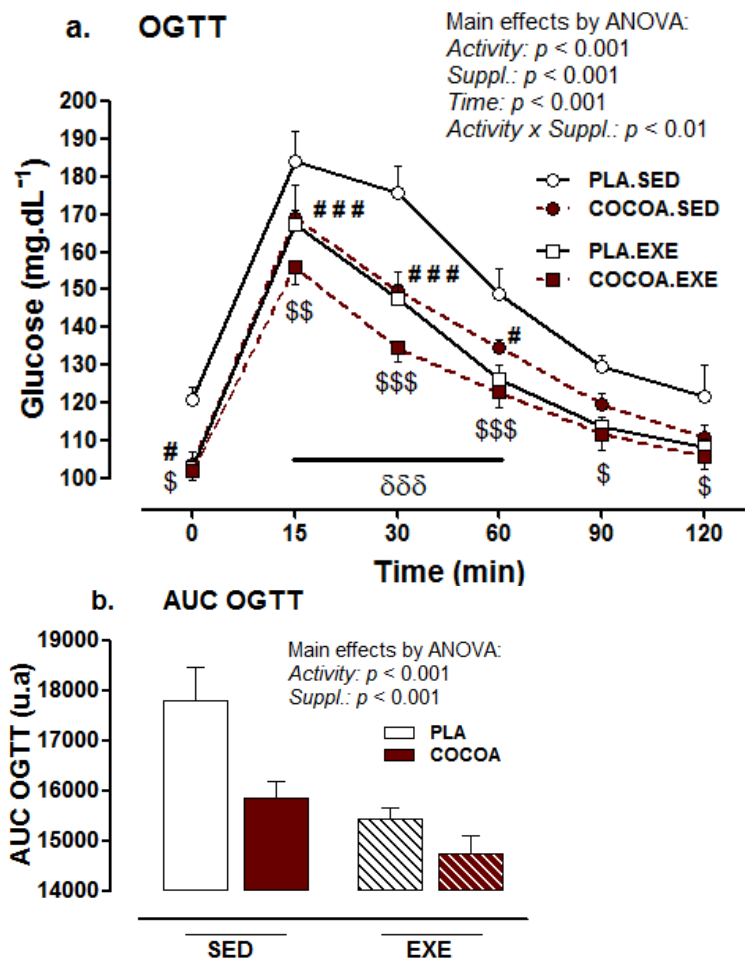 a. OGTT
Main effects by ANOVA:
Activity: p < 0.001
Suppl.: p < 0.001
Time: p < 0.001
Activity x Suppl.: p < 0.01
PLA.SED
COCOA.SED
PLA.EXE
COCOA.EXE
Glucose (mg.dL⁻¹)
200
190
180
170
160
150
140
130
120
110
100
# # #
# # #
#
#
$
$$
$$$
$$$
$
$
δδδ
0 15 30 60 90 120
Time (min)
b. AUC OGTT
Main effects by ANOVA:
Activity: p < 0.001
Suppl.: p < 0.001
PLA
COCOA
AUC OGTT (u.a)
19000
18000
17000
16000
15000
14000
SED EXE